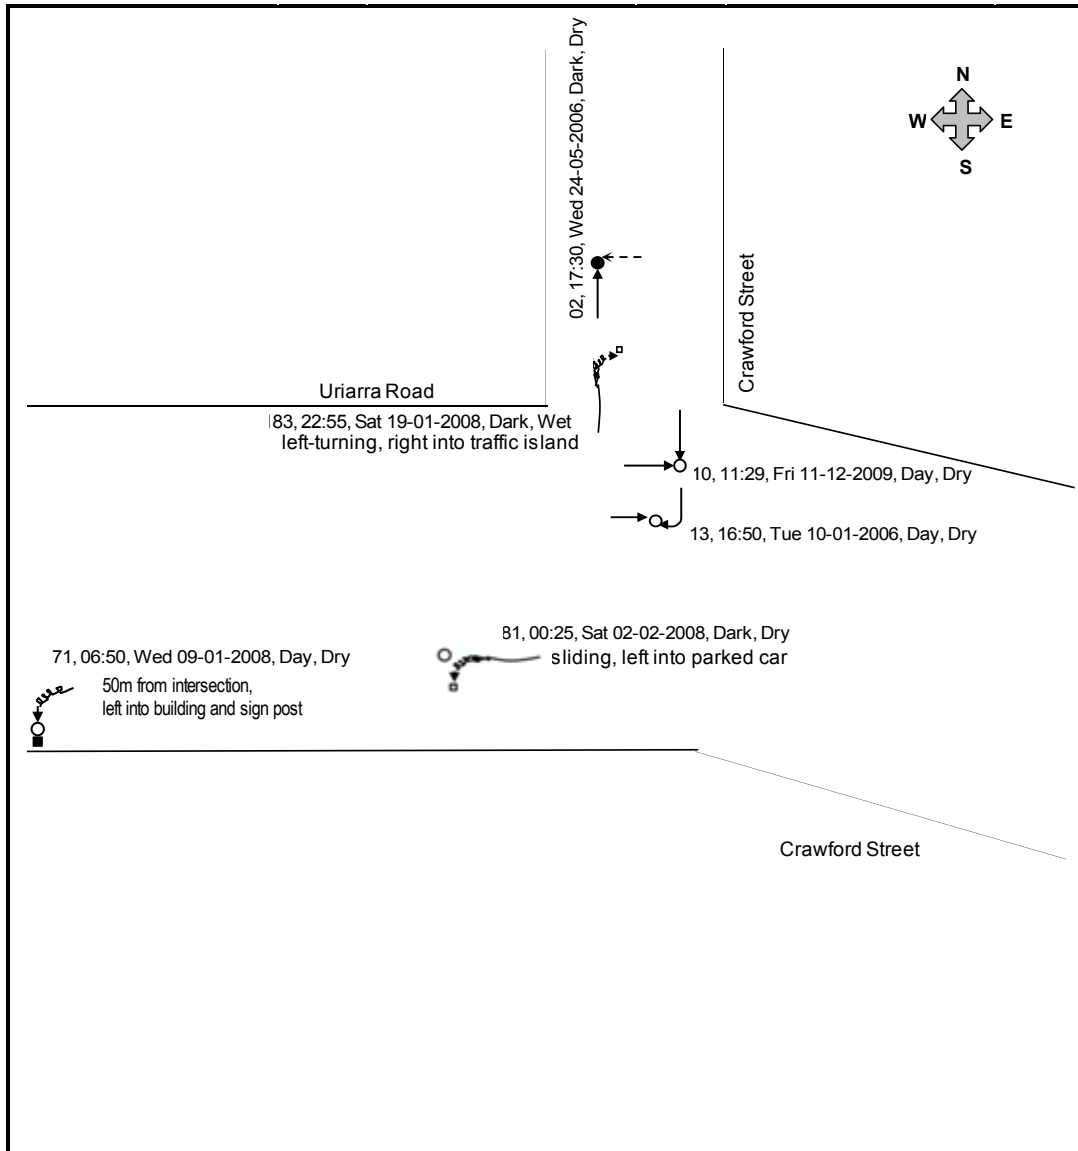 N
W
E
S
02, 17:30, Wed 24-05-2006, Dark, Dry
Crawford Street
Uriarra Road
83, 22:55, Sat 19-01-2008, Dark, Wet
left-turning, right into traffic island
10, 11:29, Fri 11-12-2009, Day, Dry
13, 16:50, Tue 10-01-2006, Day, Dry
81, 00:25, Sat 02-02-2008, Dark, Dry
sliding, left into parked car
71, 06:50, Wed 09-01-2008, Day, Dry
50m from intersection,
left into building and sign post
Crawford Street